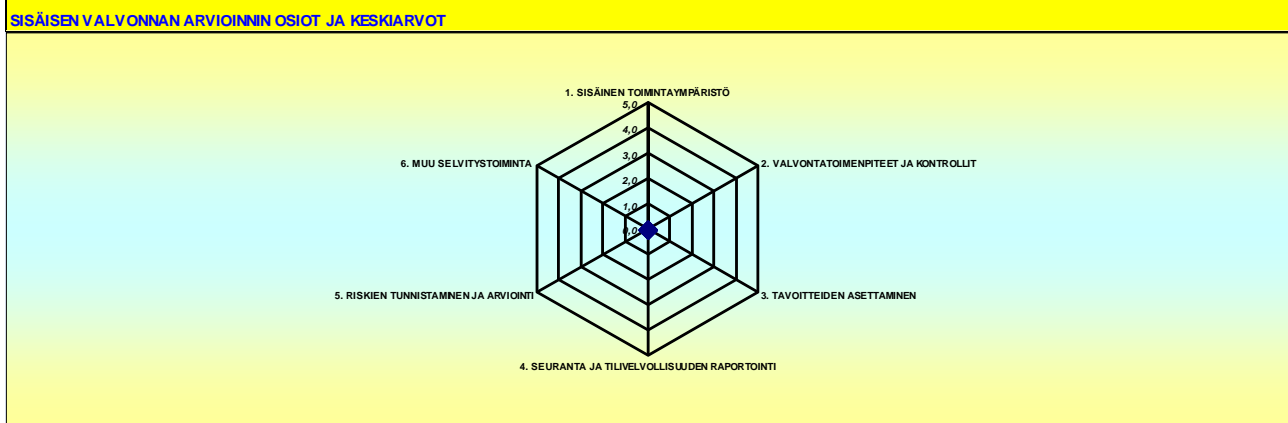 SISÄISEN VALVONNAN ARVIOINNIN OSIOT JA KESKIARVOT
1. SISÄINEN TOIMINTAYMPÄRISTÖ
5,0
4,0
6. MUU SELVITYSTOIMINTA
2. VALVONTATOIMENPITEET JA KONTROLLIT
3,0
2,0
1,0
0,0
5. RISKIEN TUNNISTAMINEN JA ARVIOINTI
3. TAVOITTEIDEN ASETTAMINEN
4. SEURANTA JA TILIVELVOLLISUUDEN RAPORTOINTI